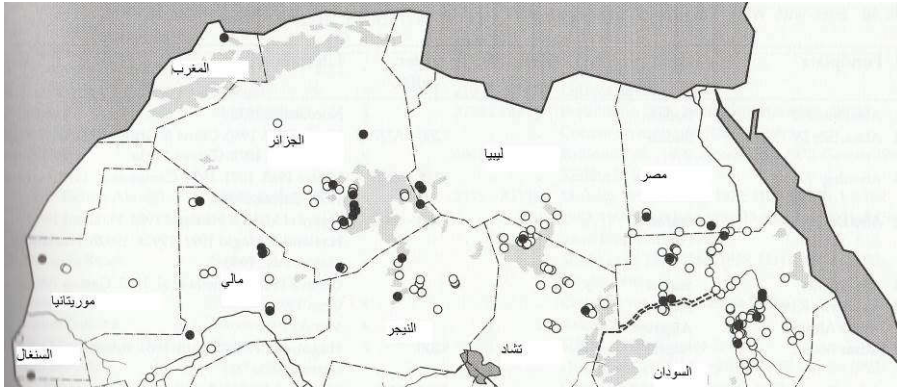 المغرب
الجزائر
ليبيا
مصر
مالي
موريتانيا
النيجر
السنغال
تشاد
السودان